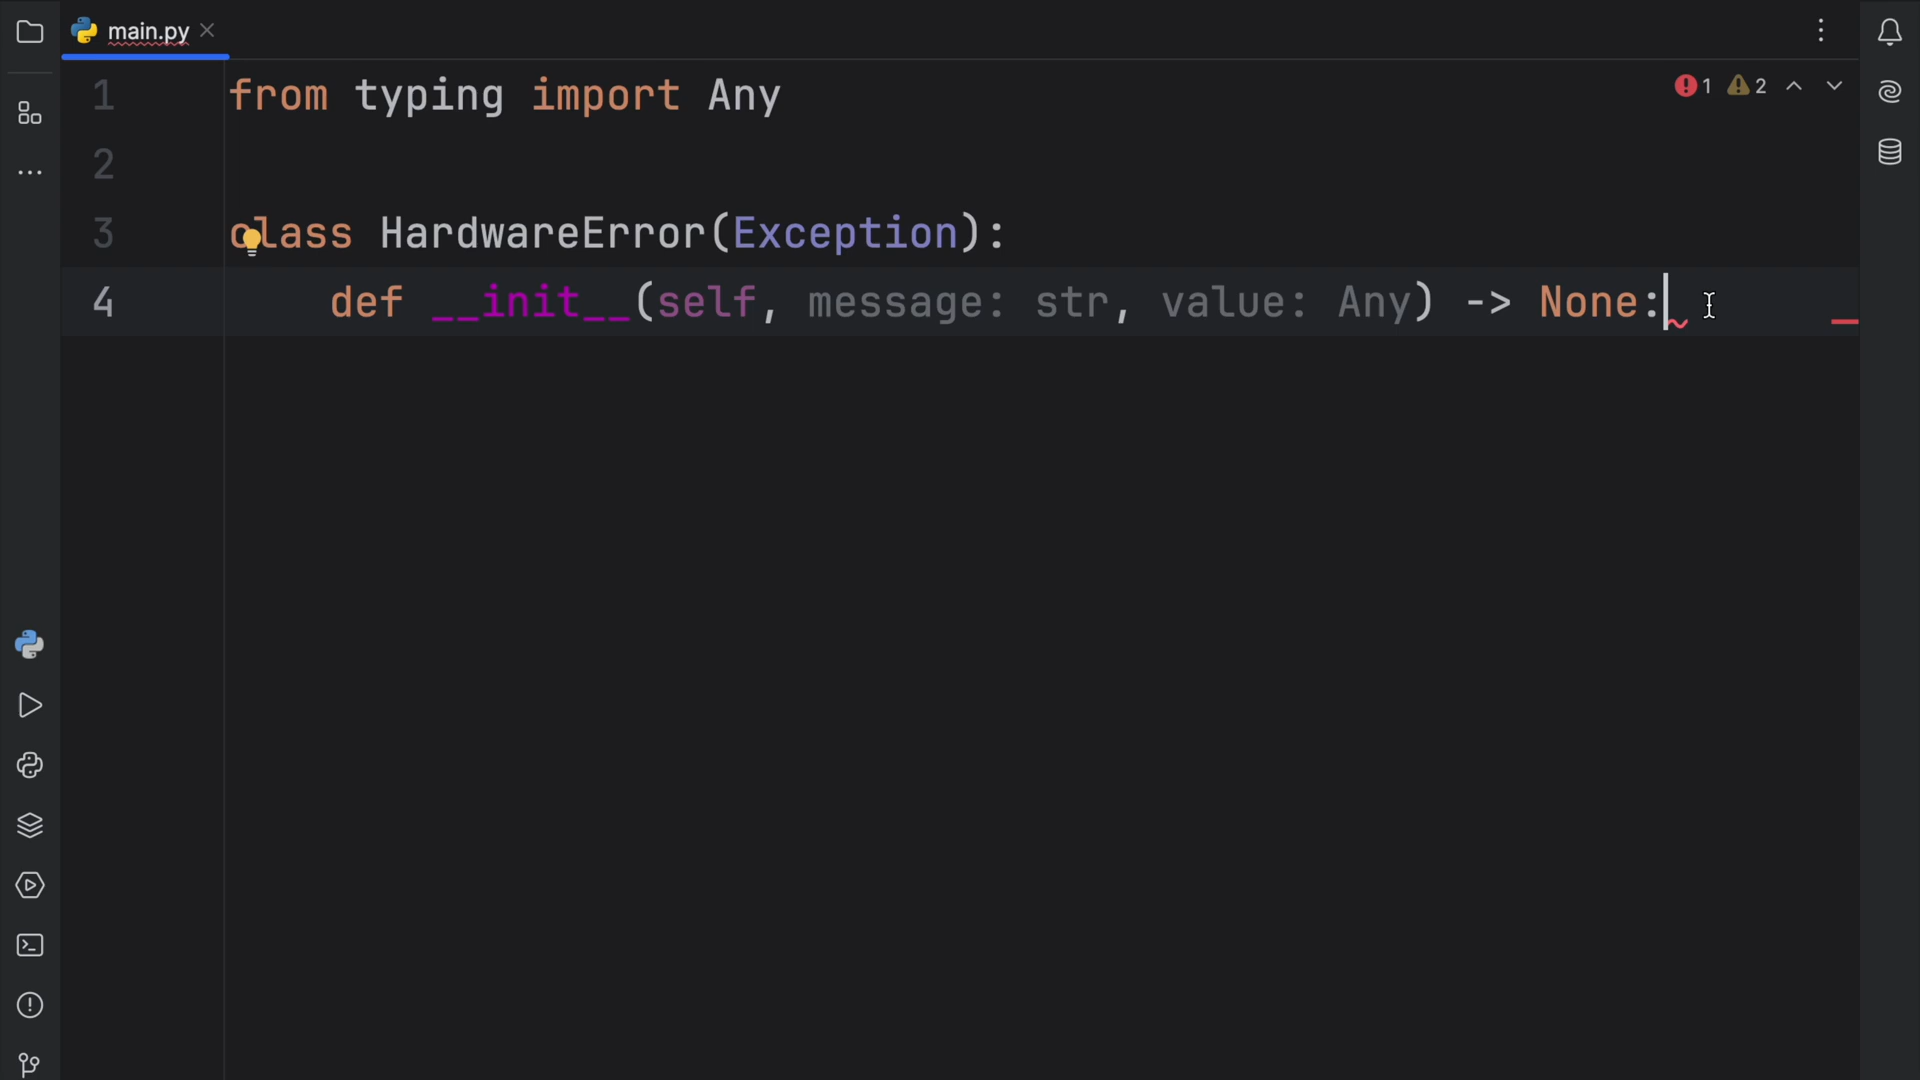 main.py
1 2
1 from typing import Any
2
3 class HardwareError(Exception):
4     def __init__(self, message: str, value: Any) -> None: